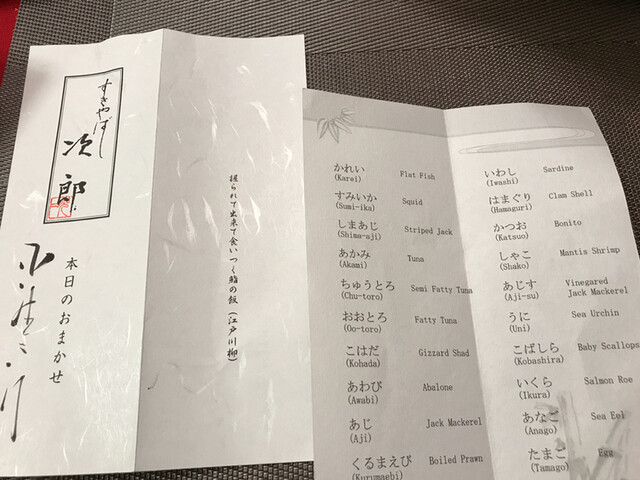 すきやばし
次郎
本日のおまかせ
握られて出来て食いつく鮨の飯(江戸川柳)
かれい Flat Fish
(Karei)
すみいか Squid
(Sumi-ika)
しまあじ Striped Jack
(Shima-aji)
あかみ Tuna
(Akami)
ちゅうとろ Semi Fatty Tuna
(Chu-toro)
おおとろ Fatty Tuna
(Oo-toro)
こはだ Gizzard Shad
(Kohada)
あわび Abalone
(Awabi)
あじ Jack Mackerel
(Aji)
くるまえび Boiled Prawn
(Kurumaebi)
いわし Sardine
(Iwashi)
はまぐり Clam Shell
(Hamaguri)
かつお Bonito
(Katsuo)
しゃこ Mantis Shrimp
(Shako)
あじす Vinegared
(Aji-su) Jack Mackerel
うに Sea Urchin
(Uni)
こばしら Baby Scallops
(Kobashira)
いくら Salmon Roe
(Ikura)
あなご Sea Eel
(Anago)
たまご Egg
(Tamago)